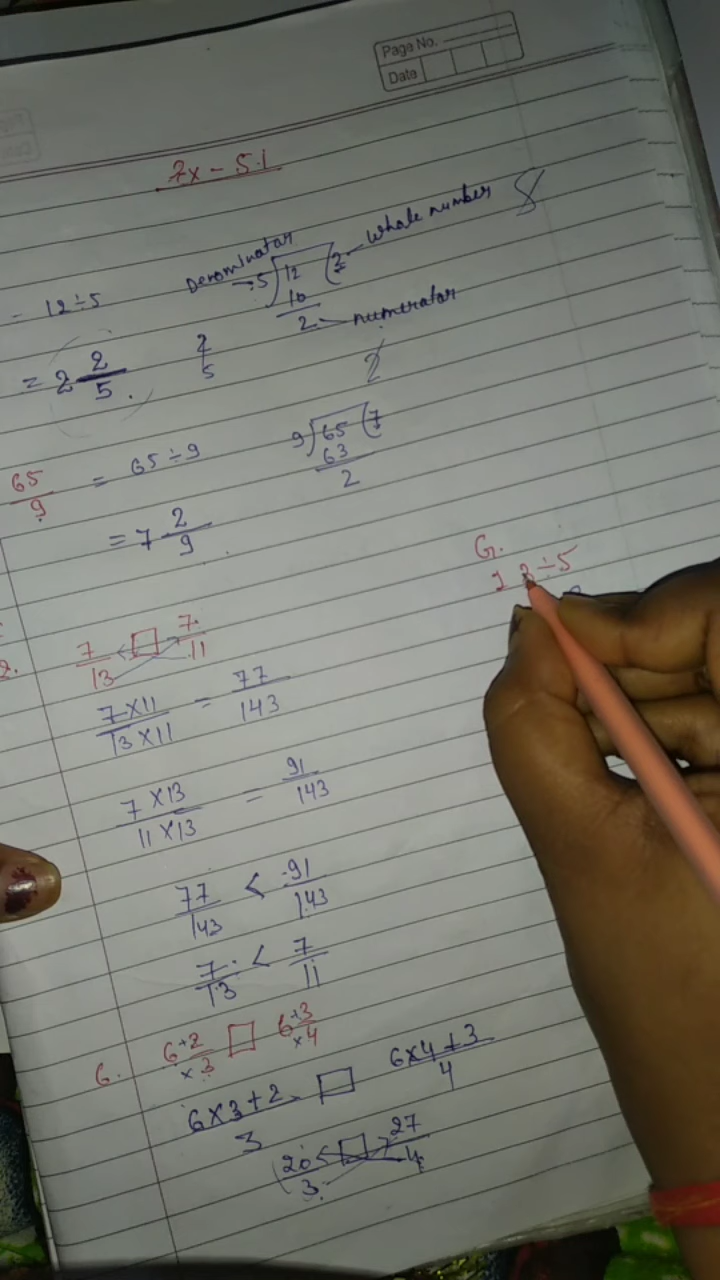 Page No.
Date
Ex - 5.1
Denominator
whole number 8
= 12 ÷ 5
5) 12 (2
10
2
numerator
= 2 2/5.
2/5
2
65/9 = 65 ÷ 9
9) 65 (7
63
2
= 7 2/9
G.
2.
7/13 □ 7/11
7 x 11 / 13 x 11 = 77/143
7 x 13 / 11 x 13 = 91/143
77/143 < 91/143
7/13 < 7/11
6.
6 + 2 / x 3 □ 6 + 3 / x 4
6 x 3 + 2 / 3 □ 6 x 4 + 3 / 4
20/3 □ 27/4